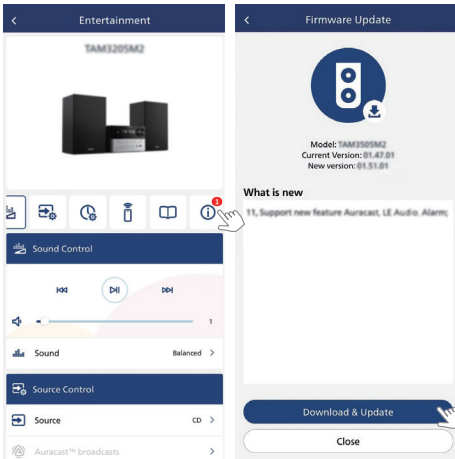 Entertainment
TAM3205M2
1
Sound Control
1
Sound
Balanced
Source Control
Source
CD
Auracast™ broadcasts
Firmware Update
Model: TAM3505M2
Current Version: 01.47.01
New version: 01.51.01
What is new
11, Support new feature Auracast, LE Audio. Alarm;
Download & Update
Close